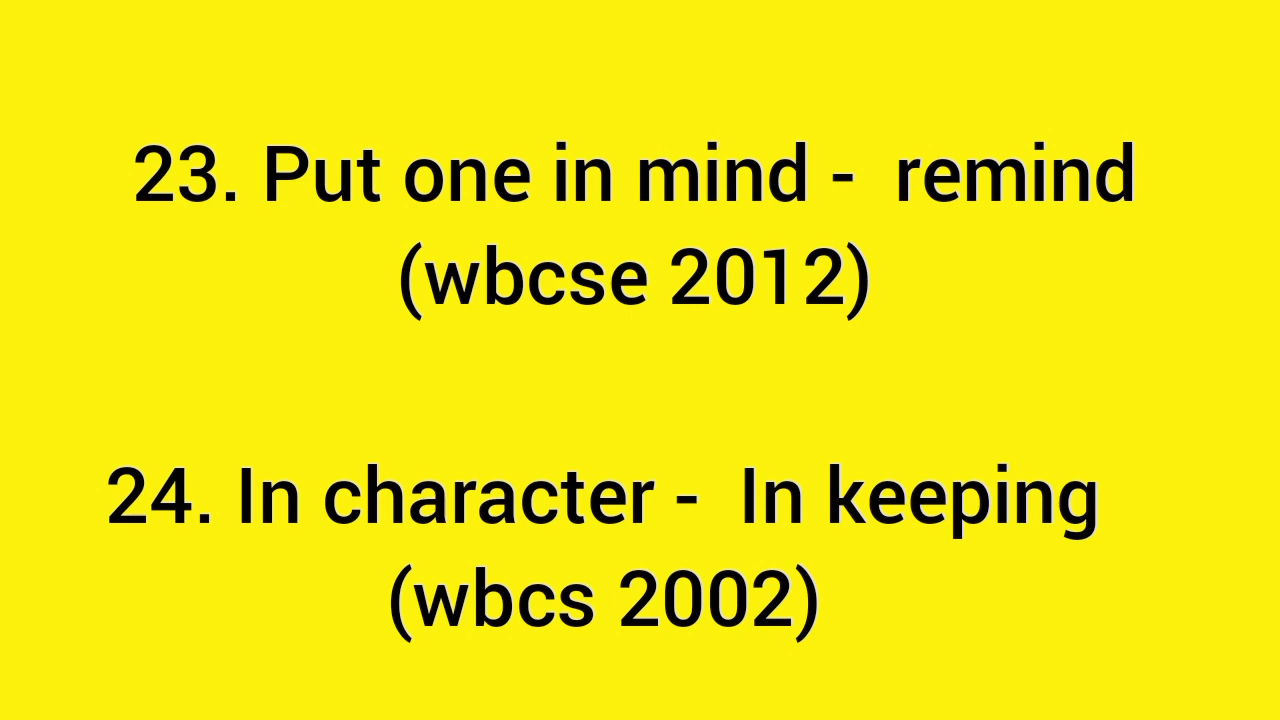 23. Put one in mind -  remind
(wbcse 2012)
24. In character -  In keeping
(wbcs 2002)